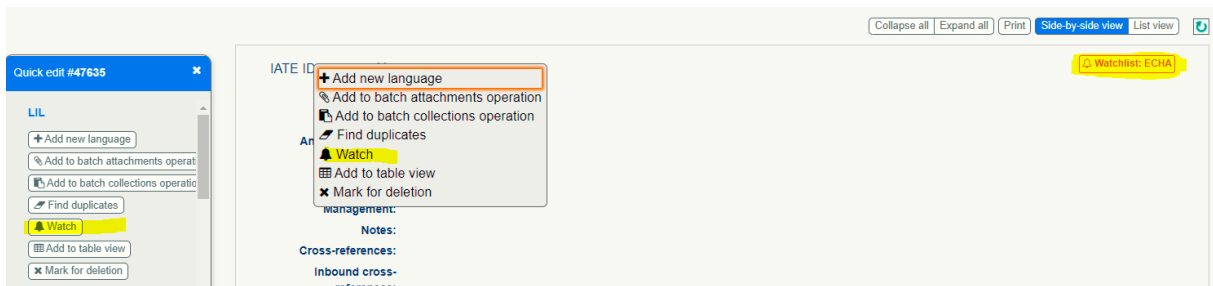 Collapse all Expand all Print Side-by-side view List view
Quick edit #47635
LIL
Add new language
Add to batch attachments operati
Add to batch collections operatio
Find duplicates
Watch
Add to table view
Mark for deletion
IATE ID
Watchlist: ECHA
Add new language
Add to batch attachments operation
Add to batch collections operation
Find duplicates
An
Watch
Add to table view
Mark for deletion
Management:
Notes:
Cross-references:
Inbound cross-